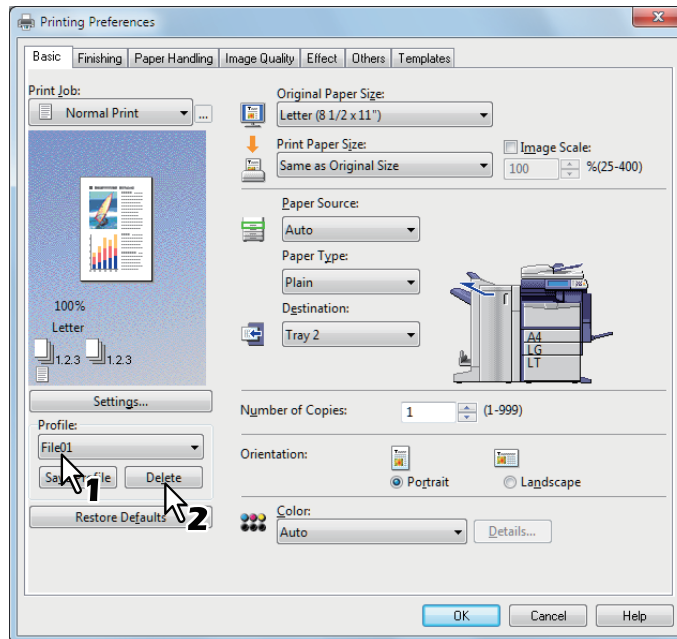 Printing Preferences
Basic Finishing Paper Handling Image Quality Effect Others Templates
Print Job:
Normal Print ...
100%
Letter
1.2.3 1.2.3
Settings...
Profile:
File01
Delete
1
2
Restore Defaults
Original Paper Size:
Letter (8 1/2 x 11")
Print Paper Size:
Same as Original Size
Image Scale:
100 %(25-400)
Paper Source:
Auto
Paper Type:
Plain
Destination:
Tray 2
A4
LG
LT
Number of Copies: 1 (1-999)
Orientation:
Portrait Landscape
Color:
Auto Details...
OK Cancel Help